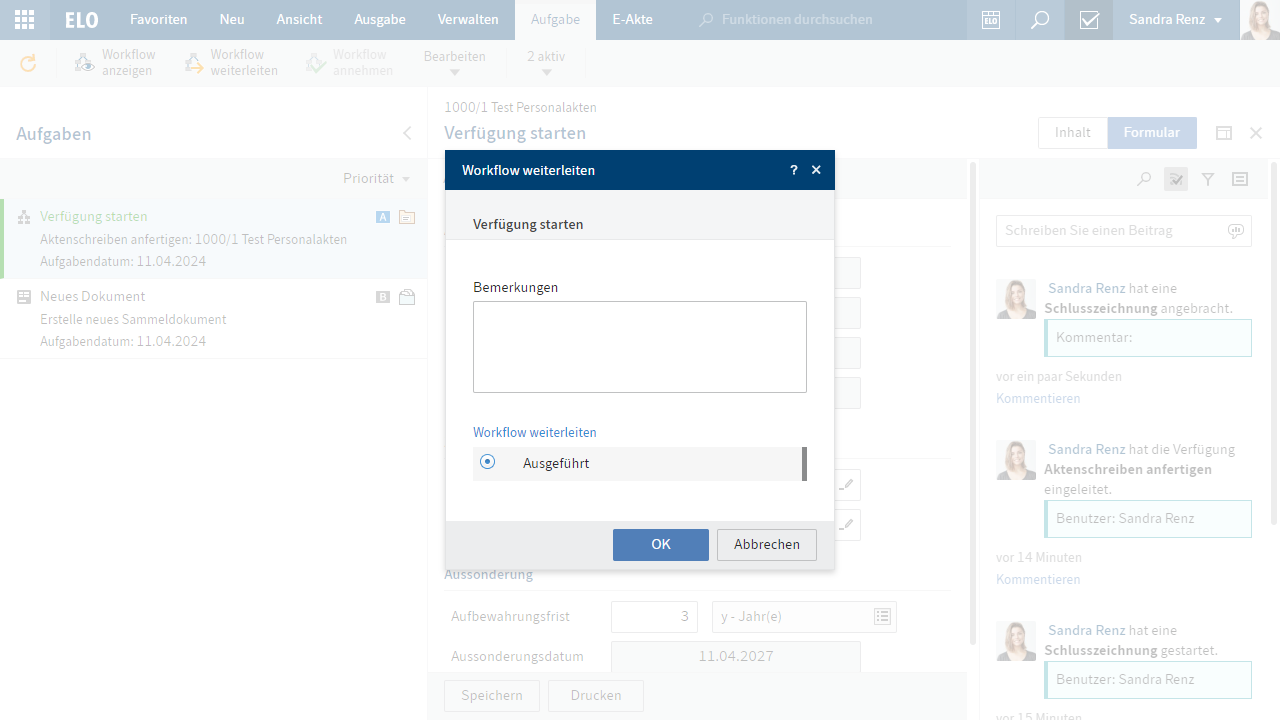 ELO
Favoriten
Neu
Ansicht
Ausgabe
Verwalten
Aufgabe
E-Akte
Funktionen durchsuchen
ELO
Sandra Renz
Workflow
anzeigen
Workflow
weiterleiten
Workflow
annehmen
Bearbeiten
2 aktiv
Aufgaben
Priorität
Verfügung starten
A
Aktenschreiben anfertigen: 1000/1 Test Personalakten
Aufgabendatum: 11.04.2024
Neues Dokument
B
Erstelle neues Sammeldokument
Aufgabendatum: 11.04.2024
1000/1 Test Personalakten
Verfügung starten
Inhalt
Formular
Workflow weiterleiten
?
Verfügung starten
Bemerkungen
Workflow weiterleiten
Ausgeführt
OK
Abbrechen
Aussonderung
Aufbewahrungsfrist
3
y - Jahr(e)
Aussonderungsdatum
11.04.2027
Speichern
Drucken
Schreiben Sie einen Beitrag
Sandra Renz hat eine
Schlusszeichnung angebracht.
Kommentar:
vor ein paar Sekunden
Kommentieren
Sandra Renz hat die Verfügung
Aktenschreiben anfertigen
eingeleitet.
Benutzer: Sandra Renz
vor 14 Minuten
Kommentieren
Sandra Renz hat eine
Schlusszeichnung gestartet.
Benutzer: Sandra Renz
vor 15 Minuten